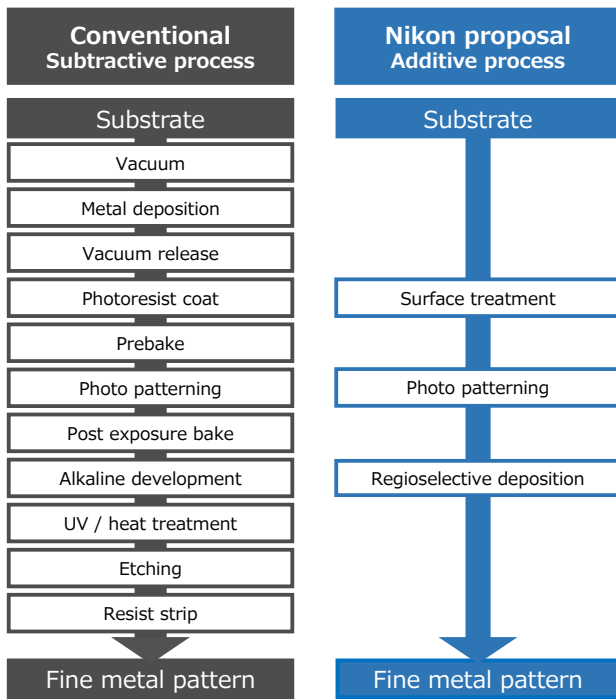 Conventional
Subtractive process
Substrate
Vacuum
Metal deposition
Vacuum release
Photoresist coat
Prebake
Photo patterning
Post exposure bake
Alkaline development
UV / heat treatment
Etching
Resist strip
Fine metal pattern
Nikon proposal
Additive process
Substrate
Surface treatment
Photo patterning
Regioselective deposition
Fine metal pattern